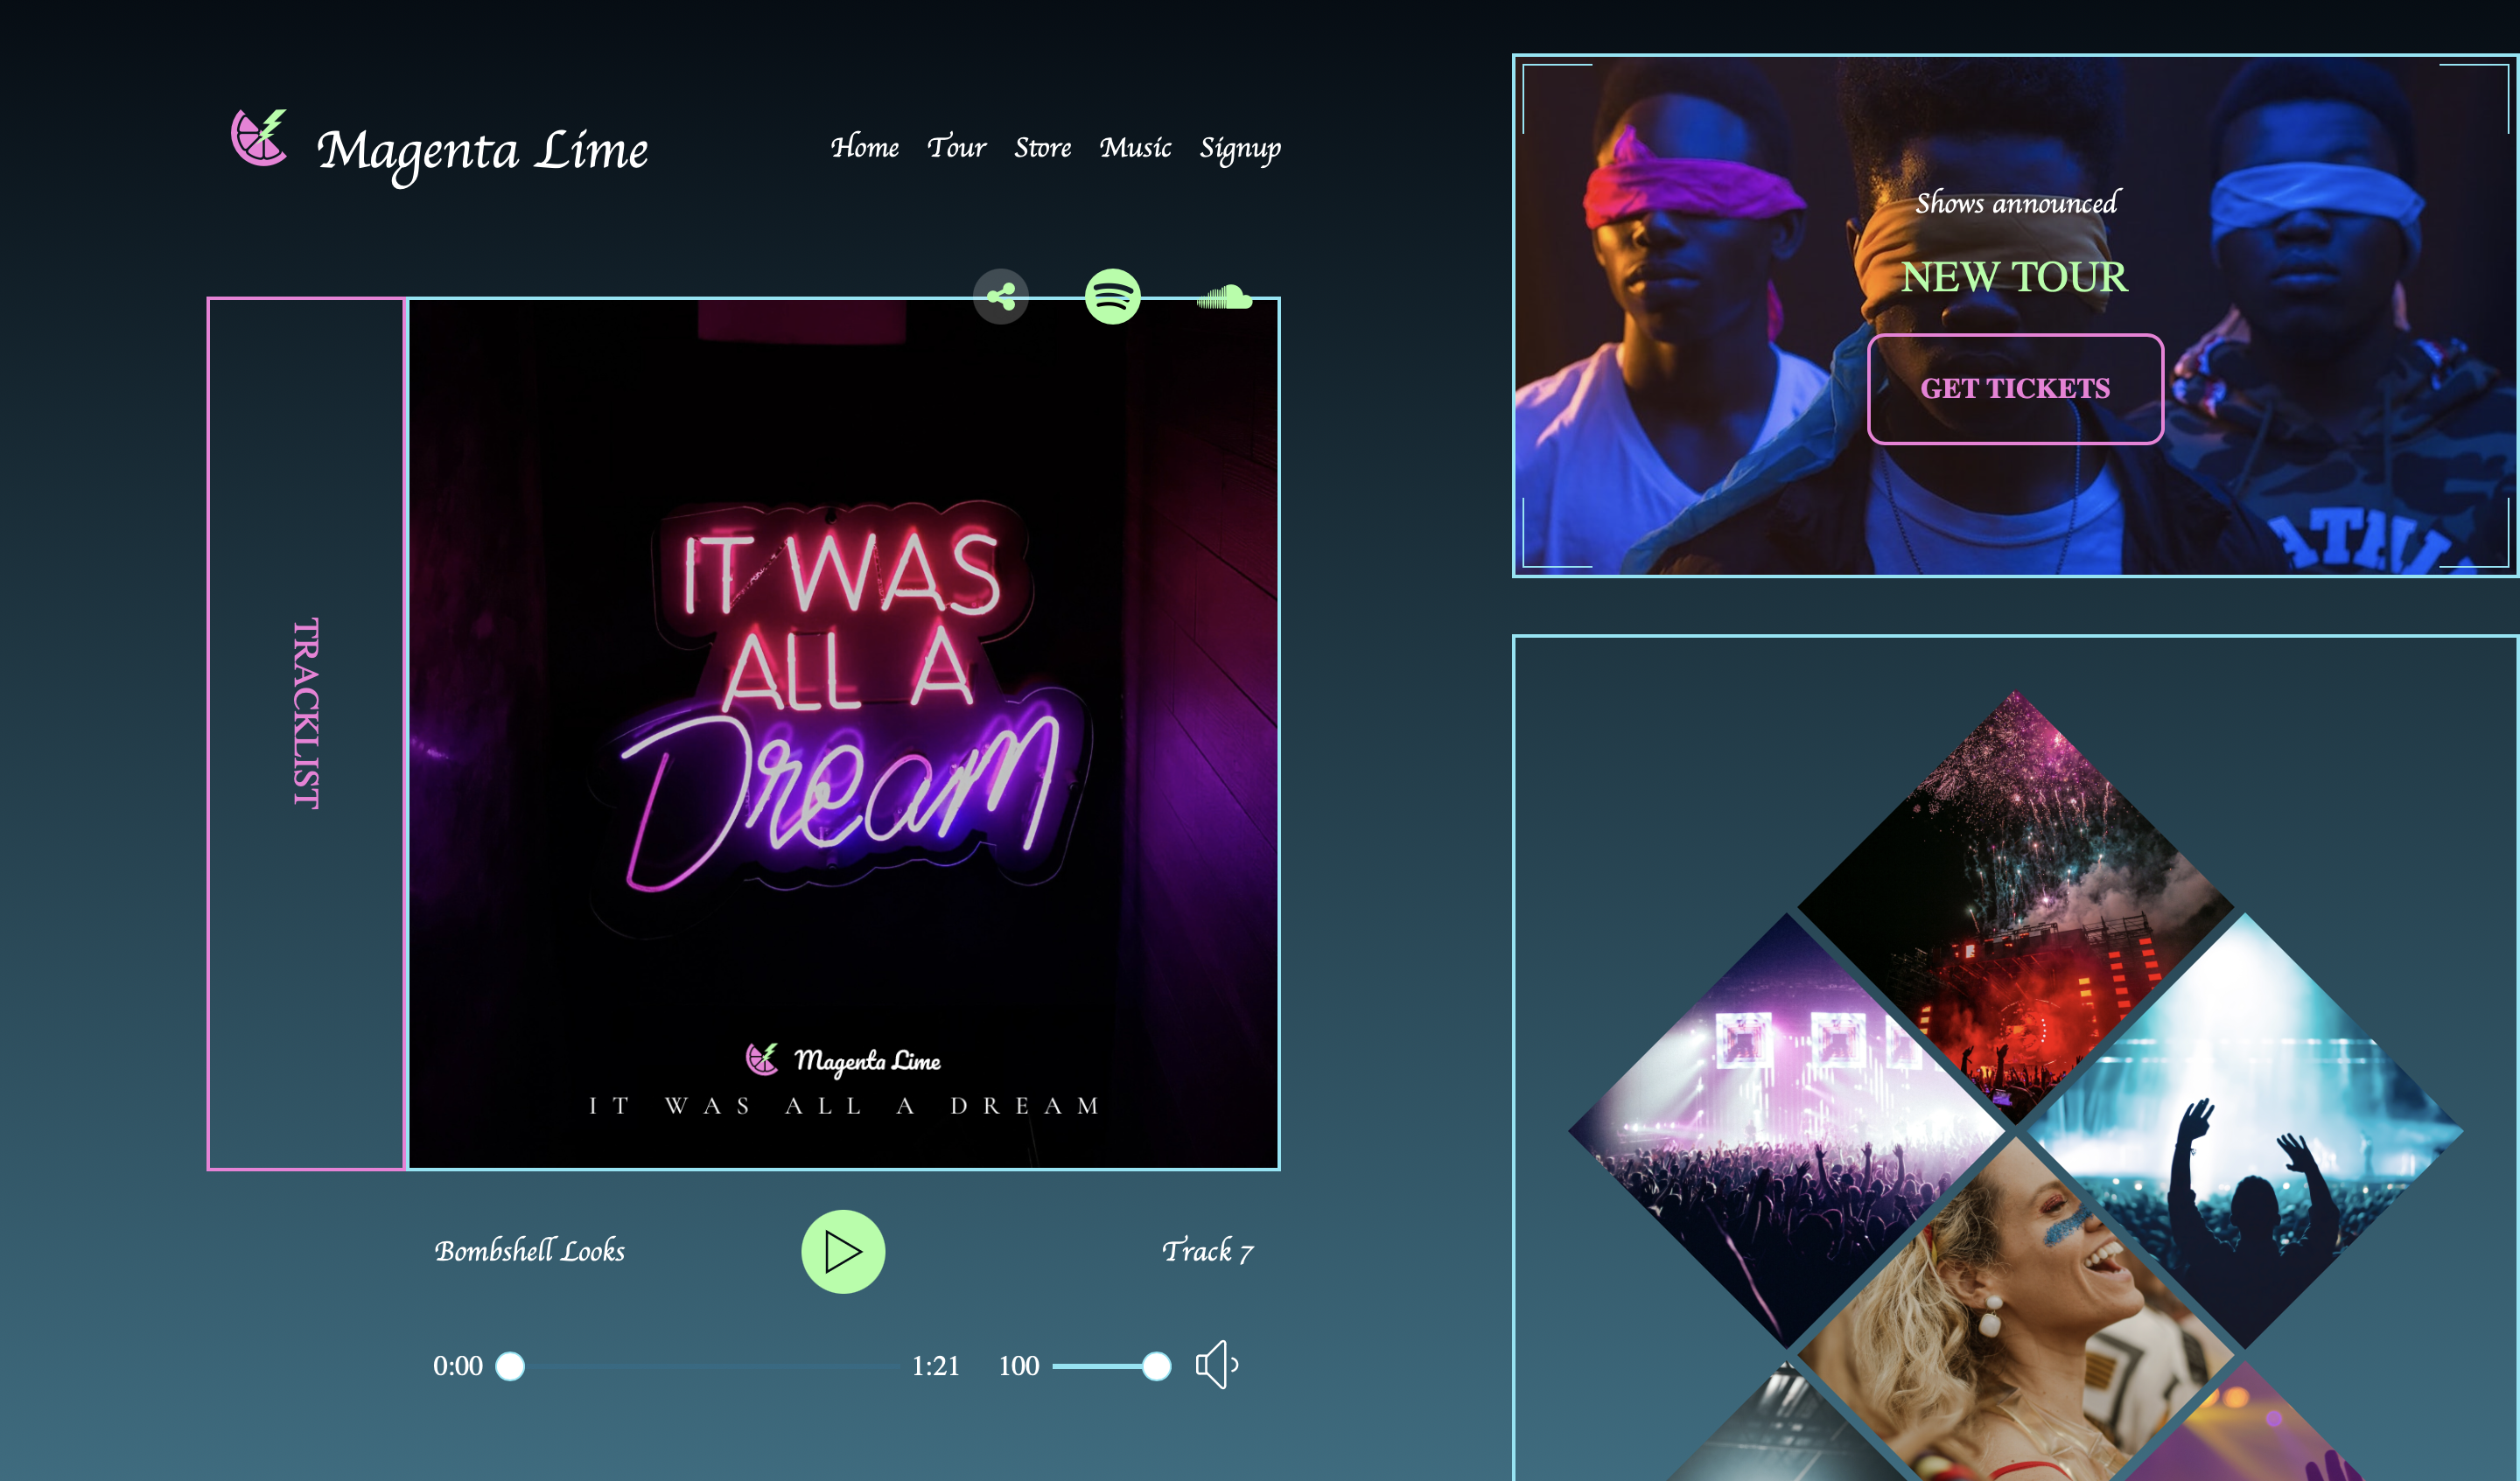 Magenta Lime
Home Tour Store Music Signup
TRACKLIST
IT WAS
ALL A
Dream
Magenta Lime
IT WAS ALL A DREAM
Bombshell Looks
Track 7
0:00
1:21
100
Shows announced
NEW TOUR
GET TICKETS